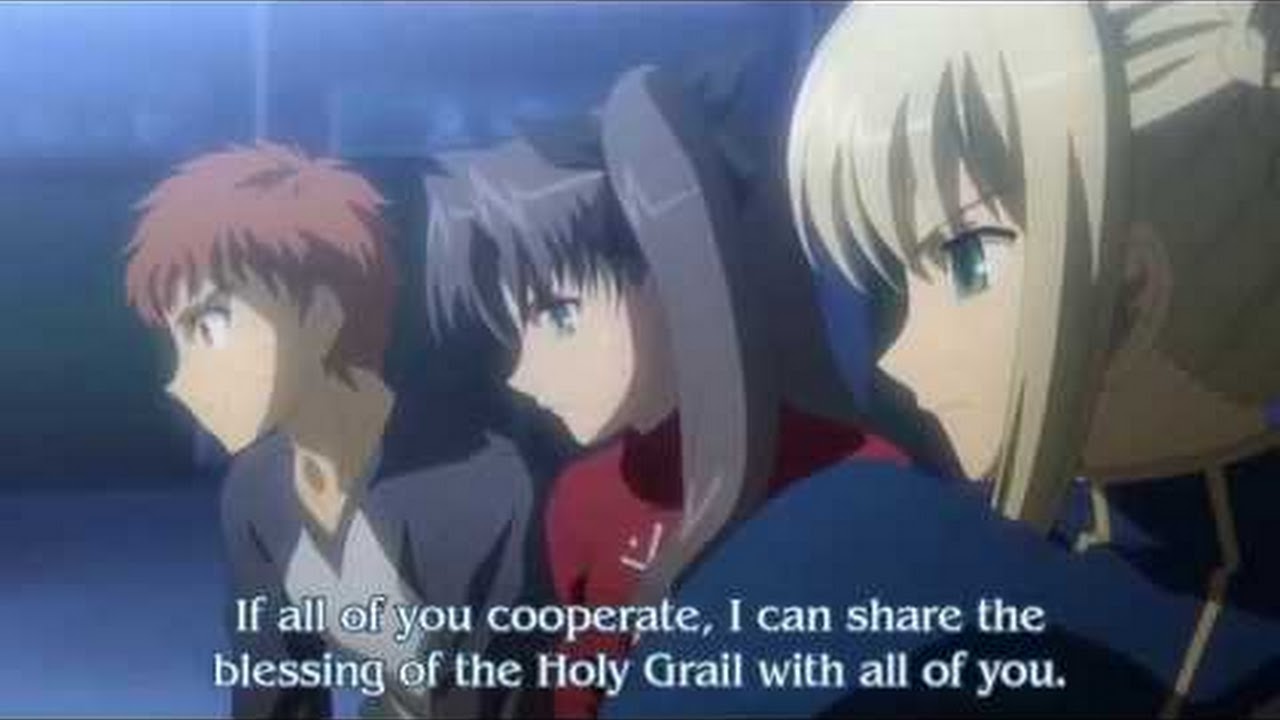 If all of you cooperate, I can share the
blessing of the Holy Grail with all of you.